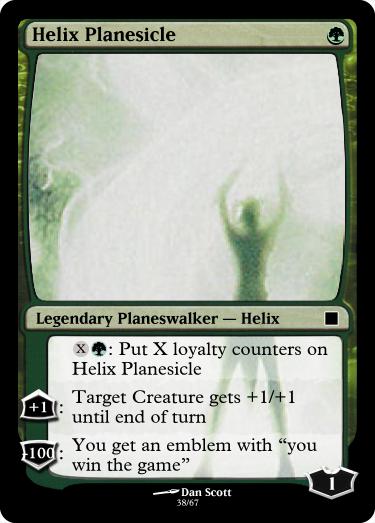 Helix Planesicle
Legendary Planeswalker — Helix
X: Put X loyalty counters on
Helix Planesicle
+1: Target Creature gets +1/+1
until end of turn
-100: You get an emblem with “you
win the game”
1
Dan Scott
38/67